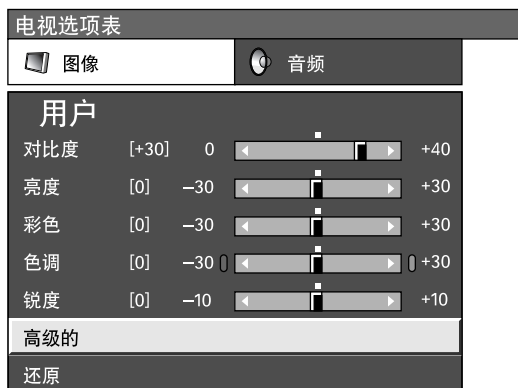 电视选项表
图像 音频
用户
对比度 [+30] 0 +40
亮度 [0] −30 +30
彩色 [0] −30 +30
色调 [0] −30 +30
锐度 [0] −10 +10
高级的
还原